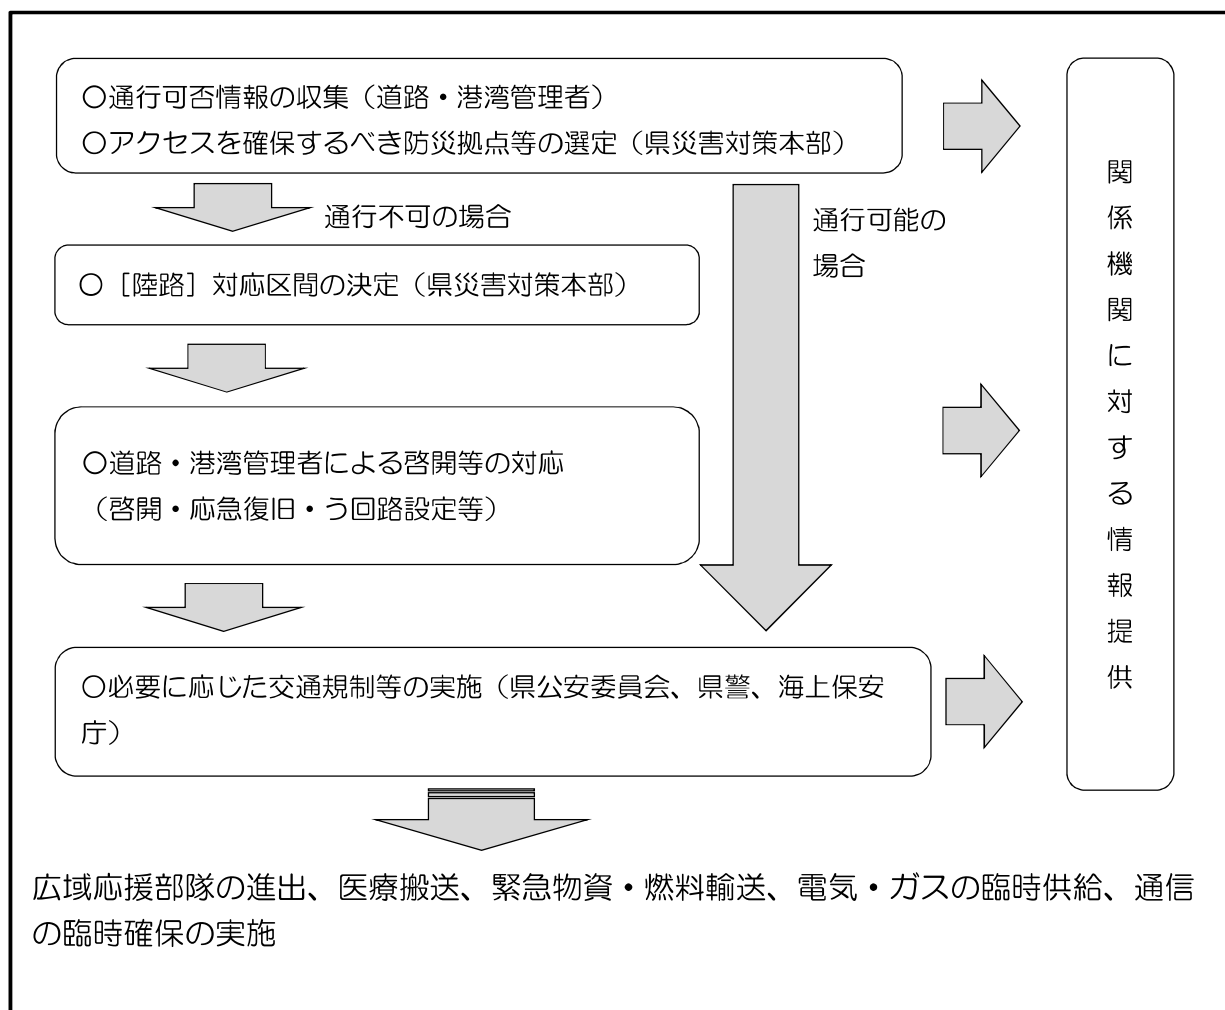 〇通行可否情報の収集（道路・港湾管理者）
〇アクセスを確保するべき防災拠点等の選定（県災害対策本部）
通行不可の場合
通行可能の
場合
〇［陸路］対応区間の決定（県災害対策本部）
〇道路・港湾管理者による啓開等の対応
（啓開・応急復旧・う回路設定等）
〇必要に応じた交通規制等の実施（県公安委員会、県警、海上保安
庁）
関係機関に対する情報提供
広域応援部隊の進出、医療搬送、緊急物資・燃料輸送、電気・ガスの臨時供給、通信
の臨時確保の実施